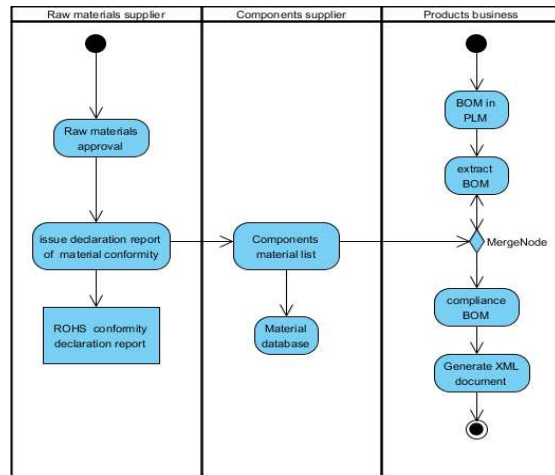 Raw materials supplier
Components supplier
Products business
Raw materials
approval
issue declaration report
of material conformity
ROHS conformity
declaration report
Components
material list
Material
database
BOM in
PLM
extract
BOM
MergeNode
compliance
BOM
Generate XML
document